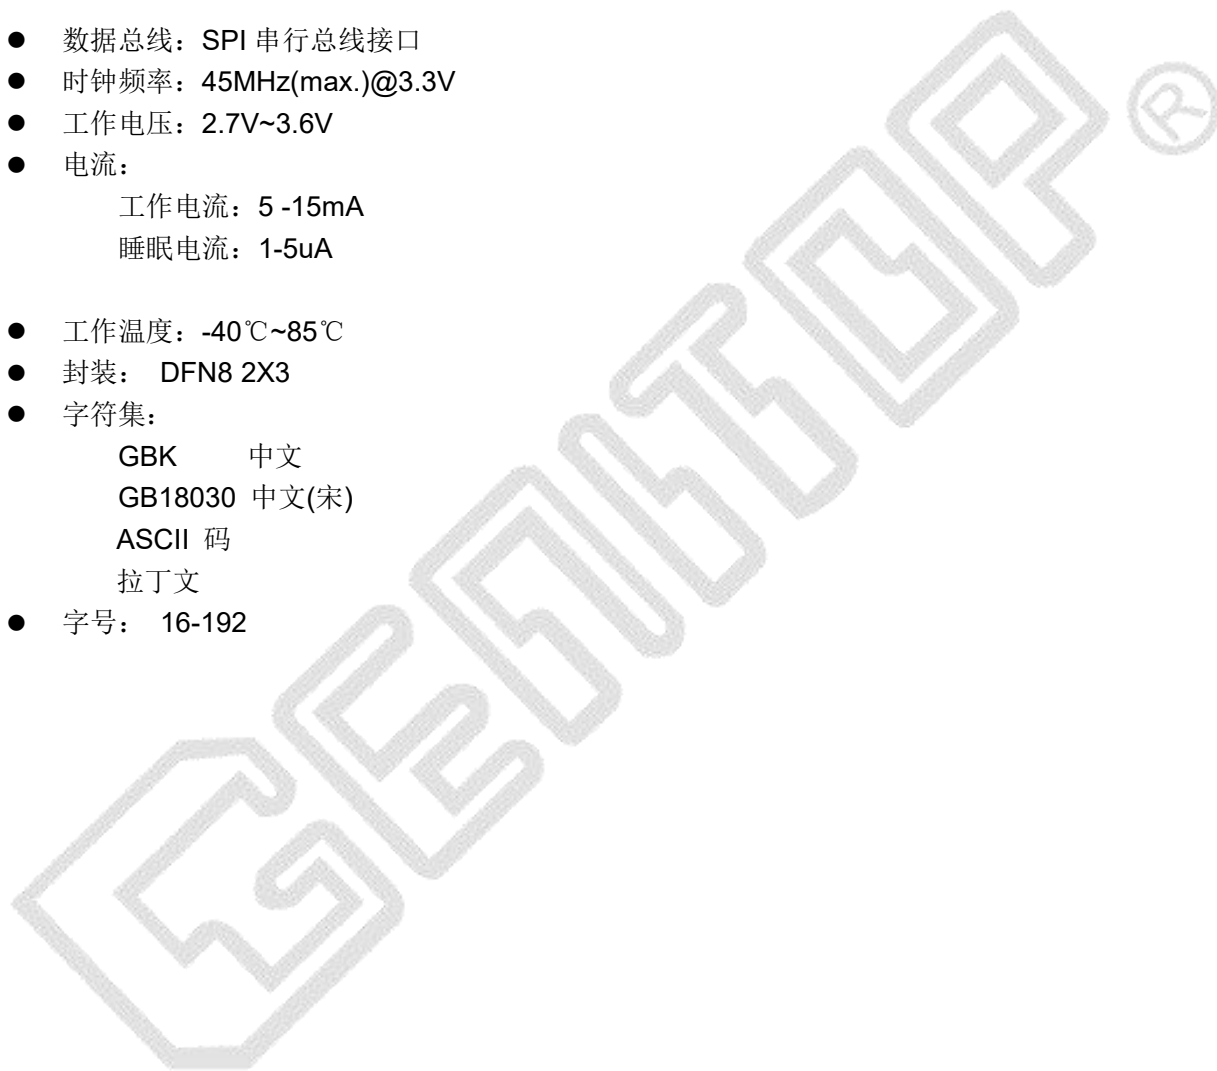 ● 数据总线：SPI 串行总线接口
● 时钟频率：45MHz(max.)@3.3V
● 工作电压：2.7V~3.6V
● 电流：
工作电流：5 -15mA
睡眠电流：1-5uA
● 工作温度：-40℃~85℃
● 封装： DFN8 2X3
● 字符集：
GBK 中文
GB18030 中文(宋)
ASCII 码
拉丁文
● 字号： 16-192
GENTOP®